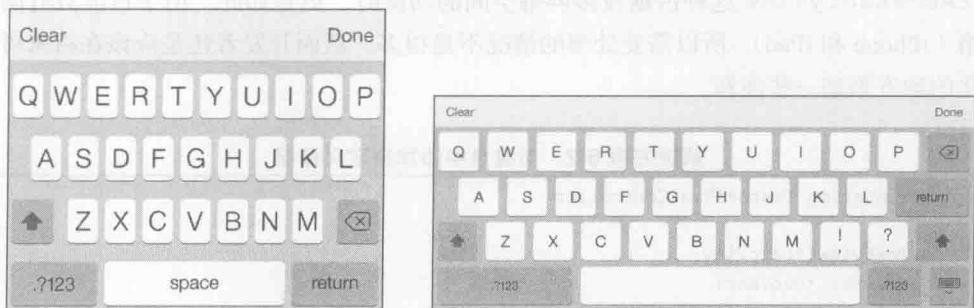 Clear Done
Q W E R T Y U I O P
A S D F G H J K L
Z X C V B N M
.?123 space return
Clear Done
Q W E R T Y U I O P
A S D F G H J K L return
Z X C V B N M ! , ? .
.?123 .?123